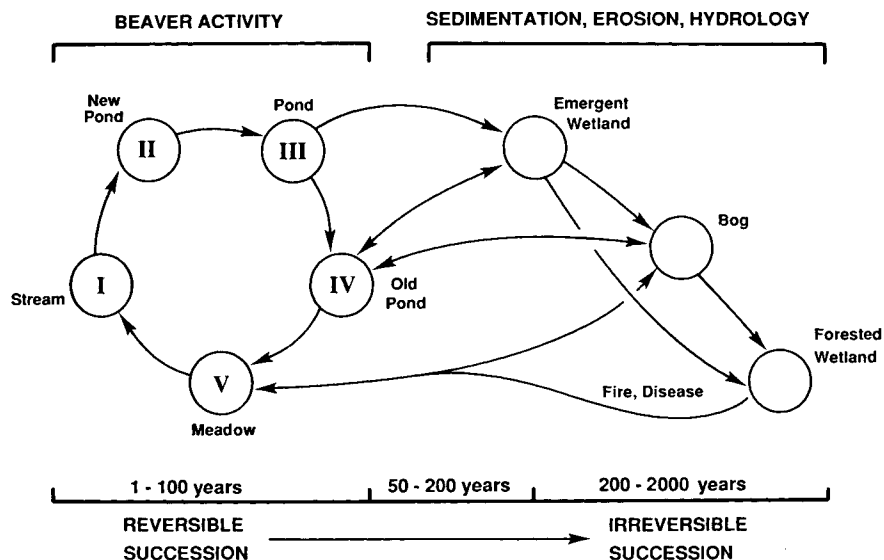 BEAVER ACTIVITY
SEDIMENTATION, EROSION, HYDROLOGY
New
Pond
Pond
Emergent
Wetland
II
III
Bog
I
IV
Stream
Old
Pond
Forested
Wetland
V
Fire, Disease
Meadow
1 - 100 years
50 - 200 years
200 - 2000 years
REVERSIBLE
SUCCESSION
IRREVERSIBLE
SUCCESSION